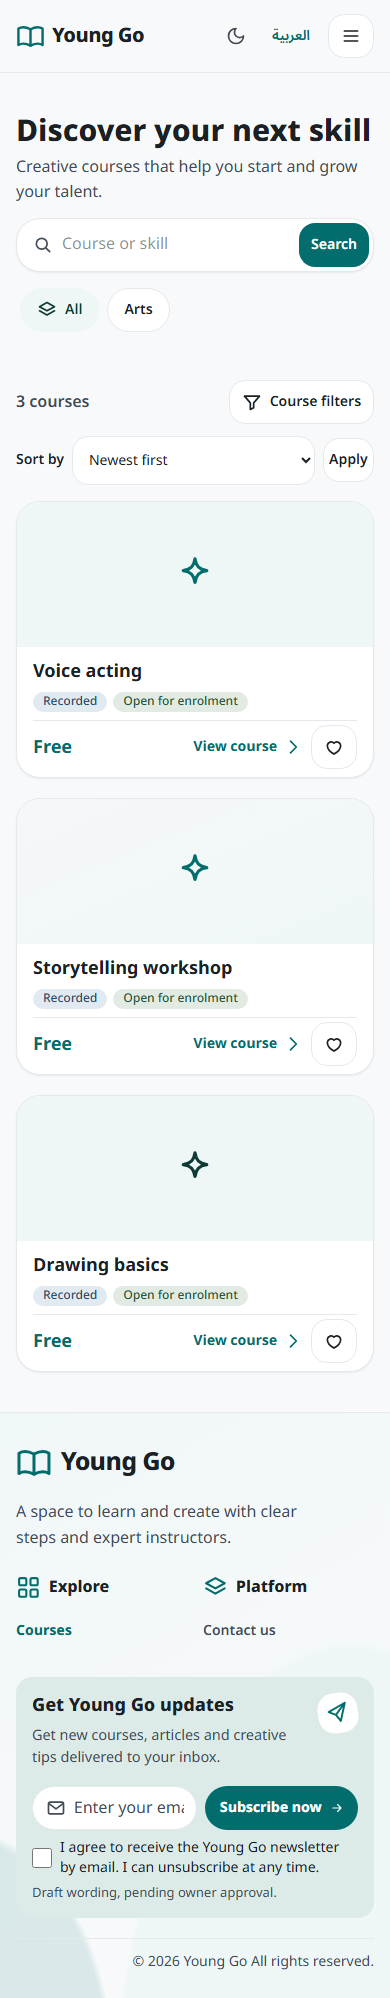 Young Go
العربية
Discover your next skill
Creative courses that help you start and grow
your talent.
Course or skill
Search
All
Arts
3 courses
Course filters
Sort by
Newest first
Apply
Voice acting
Recorded
Open for enrolment
Free
View course
Storytelling workshop
Recorded
Open for enrolment
Free
View course
Drawing basics
Recorded
Open for enrolment
Free
View course
Young Go
A space to learn and create with clear
steps and expert instructors.
Explore
Platform
Courses
Contact us
Get Young Go updates
Get new courses, articles and creative
tips delivered to your inbox.
Enter your ema
Subscribe now
I agree to receive the Young Go newsletter
by email. I can unsubscribe at any time.
Draft wording, pending owner approval.
© 2026 Young Go All rights reserved.